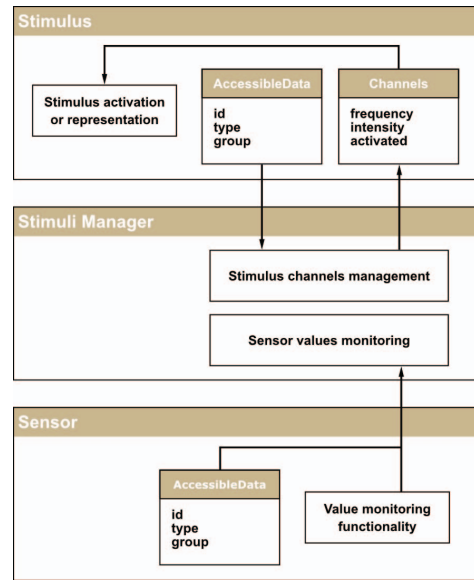 Stimulus
Stimulus activation
or representation
AccessibleData
id
type
group
Channels
frequency
intensity
activated
Stimuli Manager
Stimulus channels management
Sensor values monitoring
Sensor
AccessibleData
id
type
group
Value monitoring
functionality